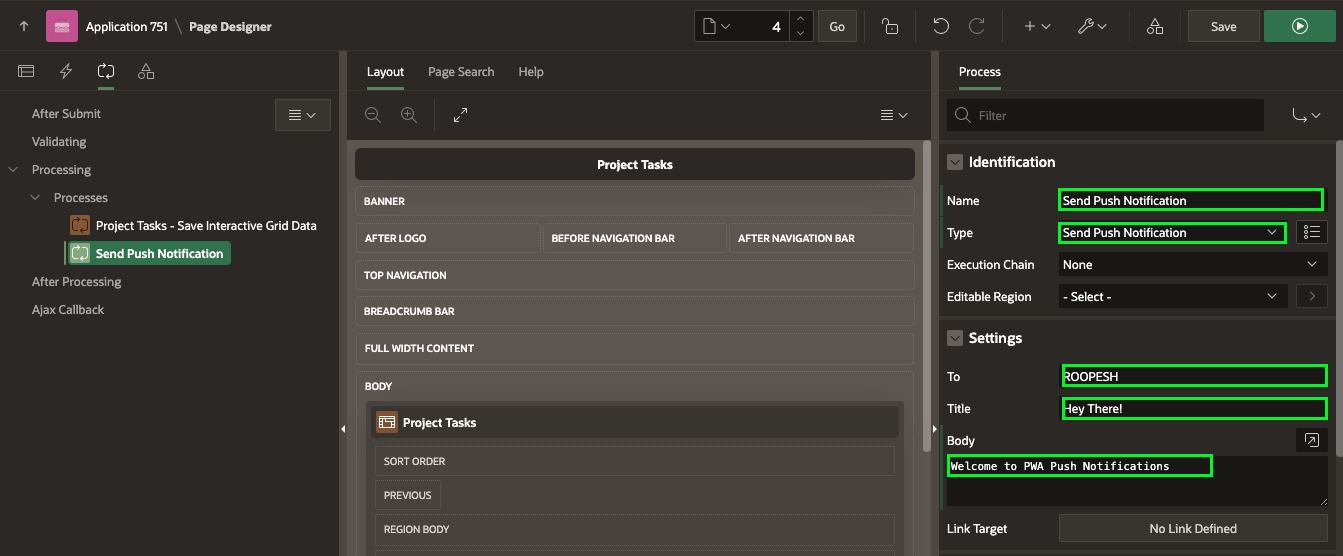 Application 751 \ Page Designer
4
Go
Save
After Submit
Validating
Processing
Processes
Project Tasks - Save Interactive Grid Data
Send Push Notification
After Processing
Ajax Callback
Layout
Page Search
Help
Project Tasks
BANNER
AFTER LOGO
BEFORE NAVIGATION BAR
AFTER NAVIGATION BAR
TOP NAVIGATION
BREADCRUMB BAR
FULL WIDTH CONTENT
BODY
Project Tasks
SORT ORDER
PREVIOUS
REGION BODY
Process
Filter
Identification
Name Send Push Notification
Type Send Push Notification
Execution Chain None
Editable Region - Select -
Settings
To ROOPESH
Title Hey There!
Body
Welcome to PWA Push Notifications
Link Target No Link Defined